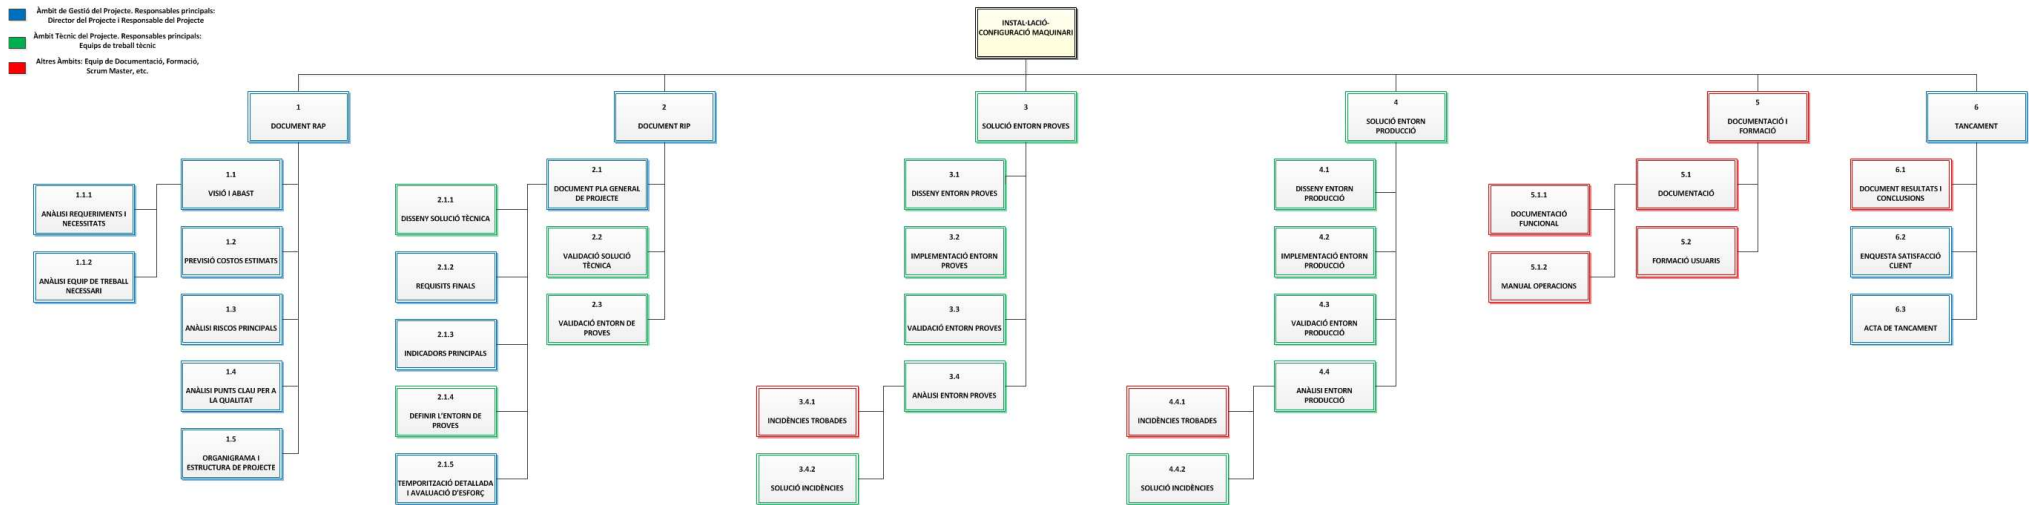 Àmbit de Gestió del Projecte. Responsables principals:
Director del Projecte i Responsable del Projecte
Àmbit Tècnic del Projecte. Responsables principals:
Equips de treball tècnic
Altres Àmbits: Equip de Documentació, Formació,
Scrum Master, etc.
INSTAL·LACIÓ-
CONFIGURACIÓ MAQUINARI
1
DOCUMENT RAP
1.1
VISIÓ I ABAST
1.1.1
ANÀLISI REQUERIMENTS I
NECESSITATS
1.1.2
ANÀLISI EQUIP DE TREBALL
NECESSARI
1.2
PREVISIÓ COSTOS ESTIMATS
1.3
ANÀLISI RISCOS PRINCIPALS
1.4
ANÀLISI PUNTS CLAU PER A
LA QUALITAT
1.5
ORGANIGRAMA I
ESTRUCTURA DE PROJECTE
2
DOCUMENT RIP
2.1
DOCUMENT PLA GENERAL
DE PROJECTE
2.1.1
DISSENY SOLUCIÓ TÈCNICA
2.1.2
REQUISITS FINALS
2.1.3
INDICADORS PRINCIPALS
2.1.4
DEFINIR L'ENTORN DE
PROVES
2.1.5
TEMPORITZACIÓ DETALLADA
I AVALUACIÓ D'ESFORÇ
2.2
VALIDACIÓ SOLUCIÓ
TÈCNICA
2.3
VALIDACIÓ ENTORN DE
PROVES
3
SOLUCIÓ ENTORN PROVES
3.1
DISSENY ENTORN PROVES
3.2
IMPLEMENTACIÓ ENTORN
PROVES
3.3
VALIDACIÓ ENTORN PROVES
3.4
ANÀLISI ENTORN PROVES
3.4.1
INCIDÈNCIES TROBADES
3.4.2
SOLUCIÓ INCIDÈNCIES
4
SOLUCIÓ ENTORN
PRODUCCIÓ
4.1
DISSENY ENTORN
PRODUCCIÓ
4.2
IMPLEMENTACIÓ ENTORN
PRODUCCIÓ
4.3
VALIDACIÓ ENTORN
PRODUCCIÓ
4.4
ANÀLISI ENTORN
PRODUCCIÓ
4.4.1
INCIDÈNCIES TROBADES
4.4.2
SOLUCIÓ INCIDÈNCIES
5
DOCUMENTACIÓ I
FORMACIÓ
5.1
DOCUMENTACIÓ
5.1.1
DOCUMENTACIÓ
FUNCIONAL
5.1.2
MANUAL OPERACIONS
5.2
FORMACIÓ USUARIS
6
TANCAMENT
6.1
DOCUMENT RESULTATS I
CONCLUSIONS
6.2
ENQUESTA SATISFACCIÓ
CLIENT
6.3
ACTA DE TANCAMENT